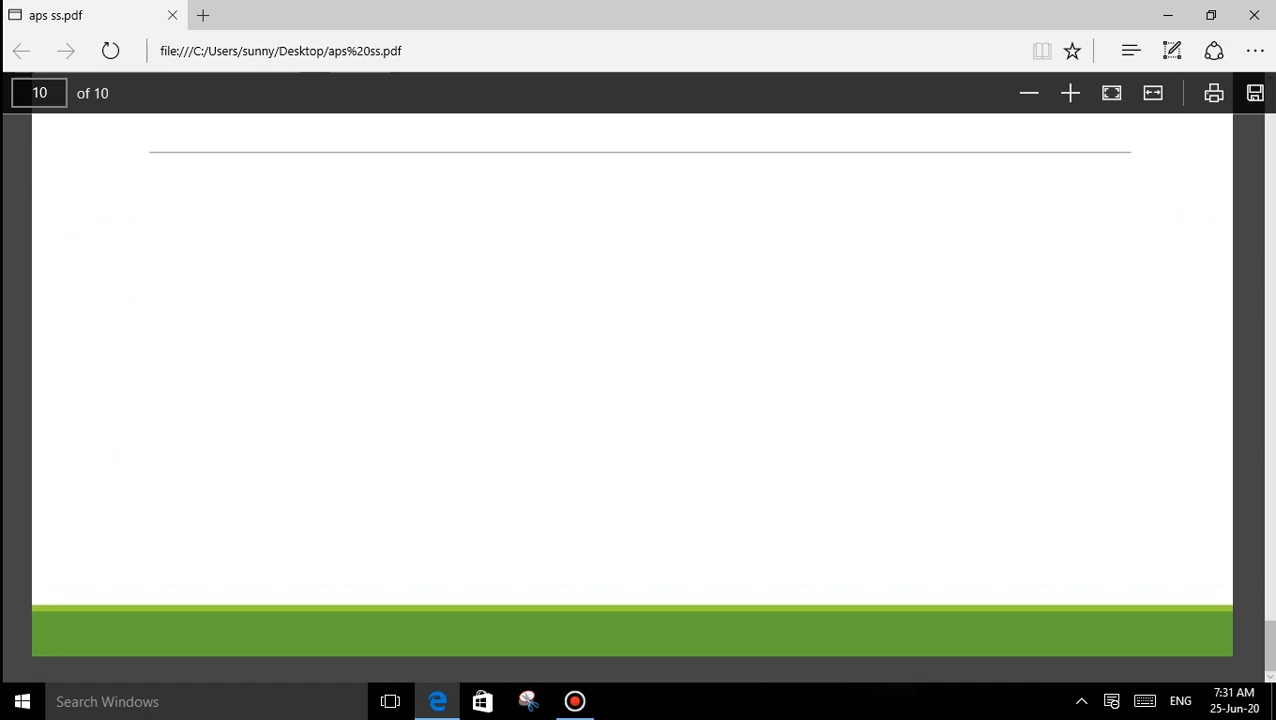 aps ss.pdf
file:///C:/Users/sunny/Desktop/aps%20ss.pdf
10 of 10
Search Windows
ENG
7:31 AM
25-Jun-20